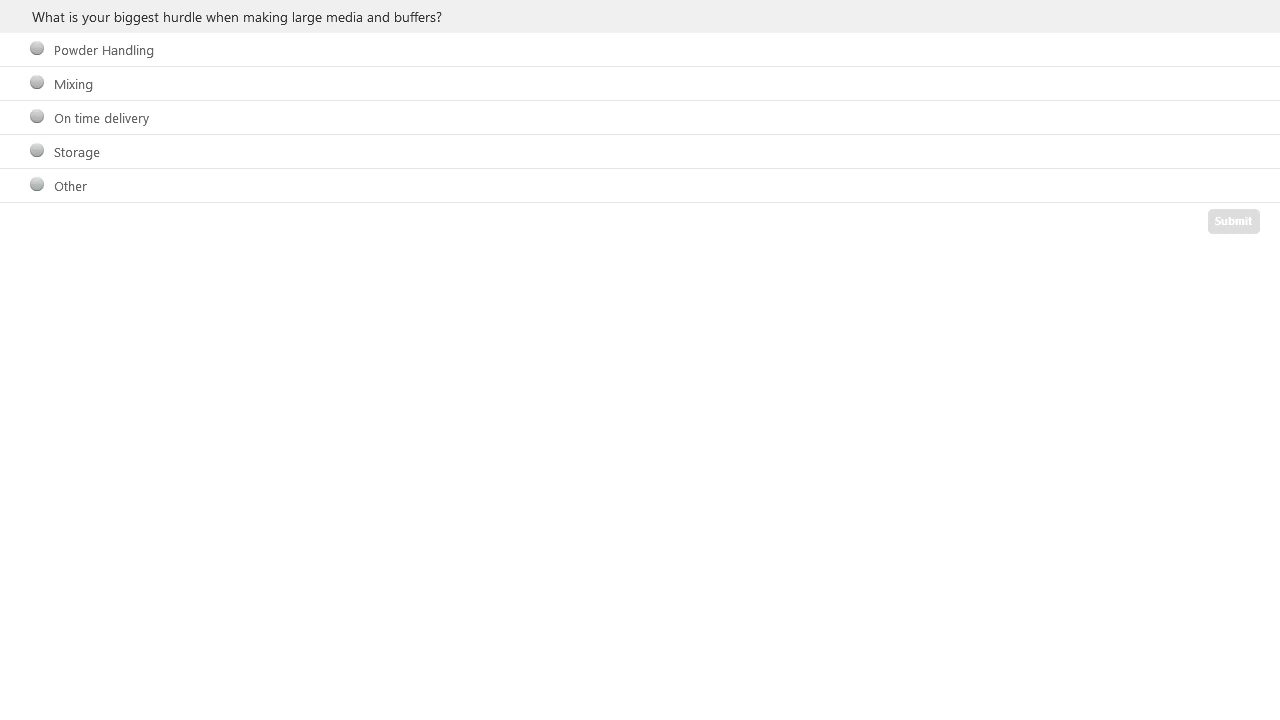 What is your biggest hurdle when making large media and buffers?
Powder Handling
Mixing
On time delivery
Storage
Other
Submit